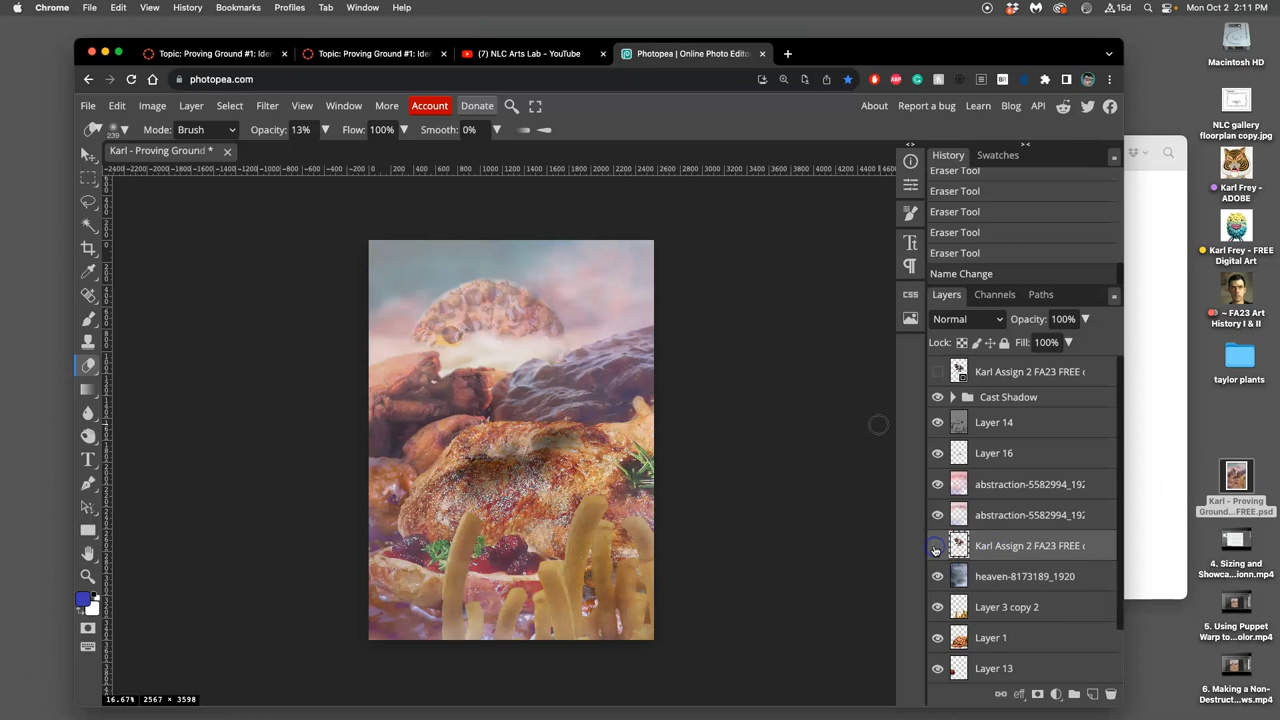 Chrome File Edit View History Bookmarks Profiles Tab Window Help 15d Mon Oct 2 2:11 PM
Topic: Proving Ground #1: Ide Topic: Proving Ground #1: Ide (7) NLC Arts Lab - YouTube Photopea | Online Photo Edito
photopea.com
File Edit Image Layer Select Filter View Window More Account Donate About Report a bug Learn Blog API
239 Mode: Brush Opacity: 13% Flow: 100% Smooth: 0%
Karl - Proving Ground *
History Swatches
Eraser Tool
Eraser Tool
Eraser Tool
Eraser Tool
Eraser Tool
Name Change
CSS
Layers Channels Paths
Normal Opacity: 100%
Lock: Fill: 100%
Karl Assign 2 FA23 FREE
Cast Shadow
Layer 14
Layer 16
abstraction-5582994_192
abstraction-5582994_192
Karl Assign 2 FA23 FREE
heaven-8173189_1920
Layer 3 copy 2
Layer 1
Layer 13
eff
16.67% 2567 × 3598
Macintosh HD
NLC gallery
floorplan copy.jpg
Karl Frey -
ADOBE
Karl Frey - FREE
Digital Art
~ FA23 Art
History I & II
taylor plants
Karl - Proving
Ground...FREE.psd
4. Sizing and
Showca...ionn.mp4
5. Using Puppet
Warp to...olor.mp4
6. Making a Non-
Destruct...ws.mp4